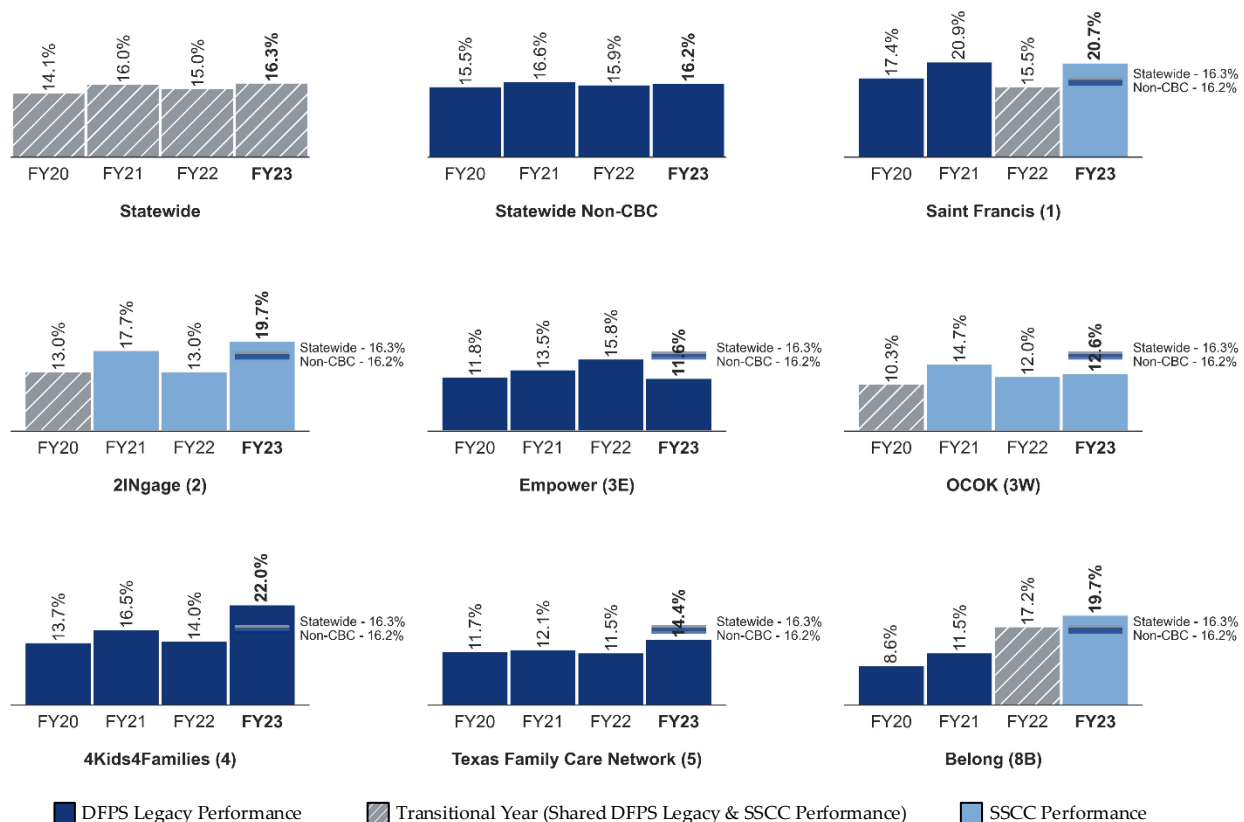 14.1%
16.0%
15.0%
16.3%
FY20 FY21 FY22 FY23
Statewide
15.5%
16.6%
15.9%
16.2%
FY20 FY21 FY22 FY23
Statewide Non-CBC
17.4%
20.9%
15.5%
20.7%
Statewide - 16.3%
Non-CBC - 16.2%
FY20 FY21 FY22 FY23
Saint Francis (1)
13.0%
17.7%
13.0%
19.7%
Statewide - 16.3%
Non-CBC - 16.2%
FY20 FY21 FY22 FY23
2INgage (2)
11.8%
13.5%
15.8%
11.6%
Statewide - 16.3%
Non-CBC - 16.2%
FY20 FY21 FY22 FY23
Empower (3E)
10.3%
14.7%
12.0%
12.6%
Statewide - 16.3%
Non-CBC - 16.2%
FY20 FY21 FY22 FY23
OCOK (3W)
13.7%
16.5%
14.0%
22.0%
Statewide - 16.3%
Non-CBC - 16.2%
FY20 FY21 FY22 FY23
4Kids4Families (4)
11.7%
12.1%
11.5%
14.4%
Statewide - 16.3%
Non-CBC - 16.2%
FY20 FY21 FY22 FY23
Texas Family Care Network (5)
8.6%
11.5%
17.2%
19.7%
Statewide - 16.3%
Non-CBC - 16.2%
FY20 FY21 FY22 FY23
Belong (8B)
DFPS Legacy Performance
Transitional Year (Shared DFPS Legacy & SSCC Performance)
SSCC Performance